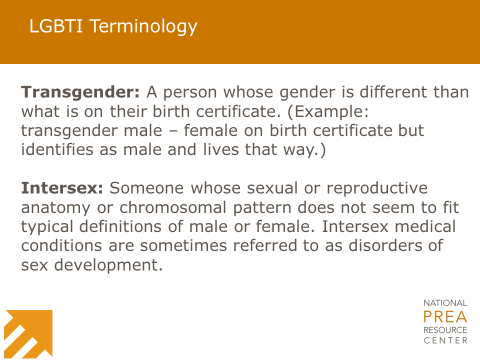 LGBTI Terminology
Transgender: A person whose gender is different than
what is on their birth certificate. (Example:
transgender male – female on birth certificate but
identifies as male and lives that way.)
Intersex: Someone whose sexual or reproductive
anatomy or chromosomal pattern does not seem to fit
typical definitions of male or female. Intersex medical
conditions are sometimes referred to as disorders of
sex development.
NATIONAL
PREA
RESOURCE
CENTER